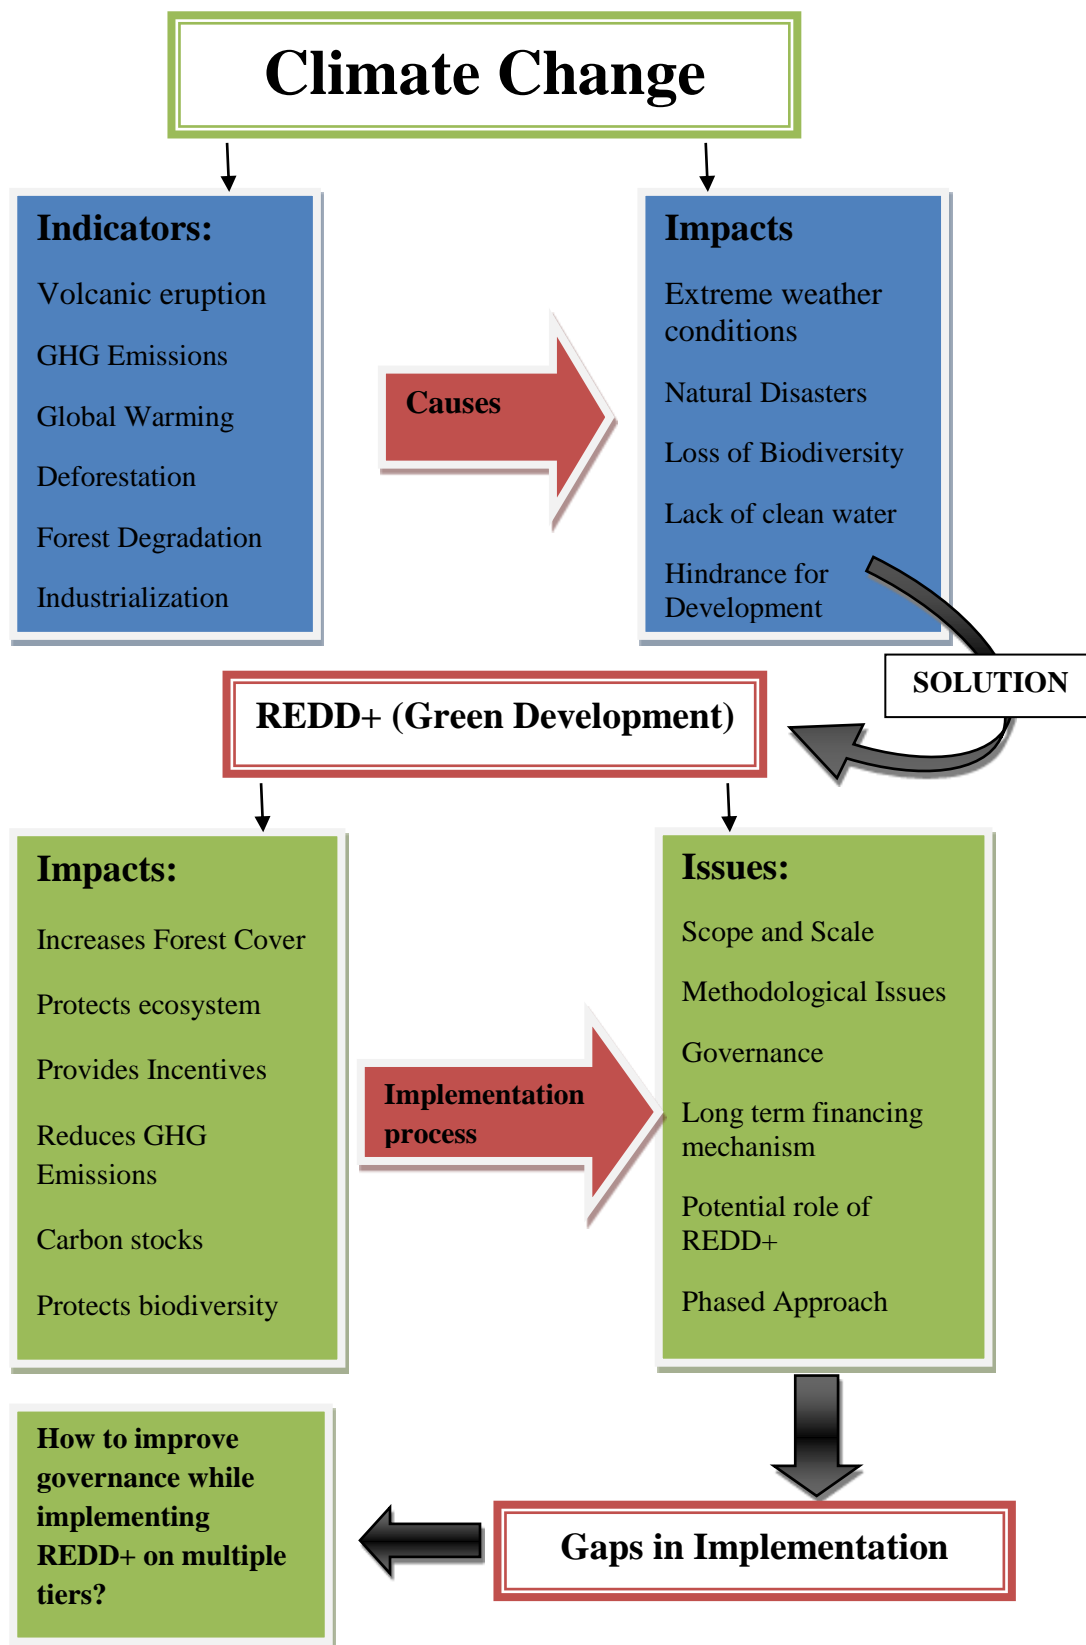 Climate Change
Indicators:
Volcanic eruption
GHG Emissions
Global Warming
Deforestation
Forest Degradation
Industrialization
Causes
Impacts
Extreme weather
conditions
Natural Disasters
Loss of Biodiversity
Lack of clean water
Hindrance for
Development
SOLUTION
REDD+ (Green Development)
Impacts:
Increases Forest Cover
Protects ecosystem
Provides Incentives
Reduces GHG
Emissions
Carbon stocks
Protects biodiversity
Implementation
process
Issues:
Scope and Scale
Methodological Issues
Governance
Long term financing
mechanism
Potential role of
REDD+
Phased Approach
Gaps in Implementation
How to improve
governance while
implementing
REDD+ on multiple
tiers?